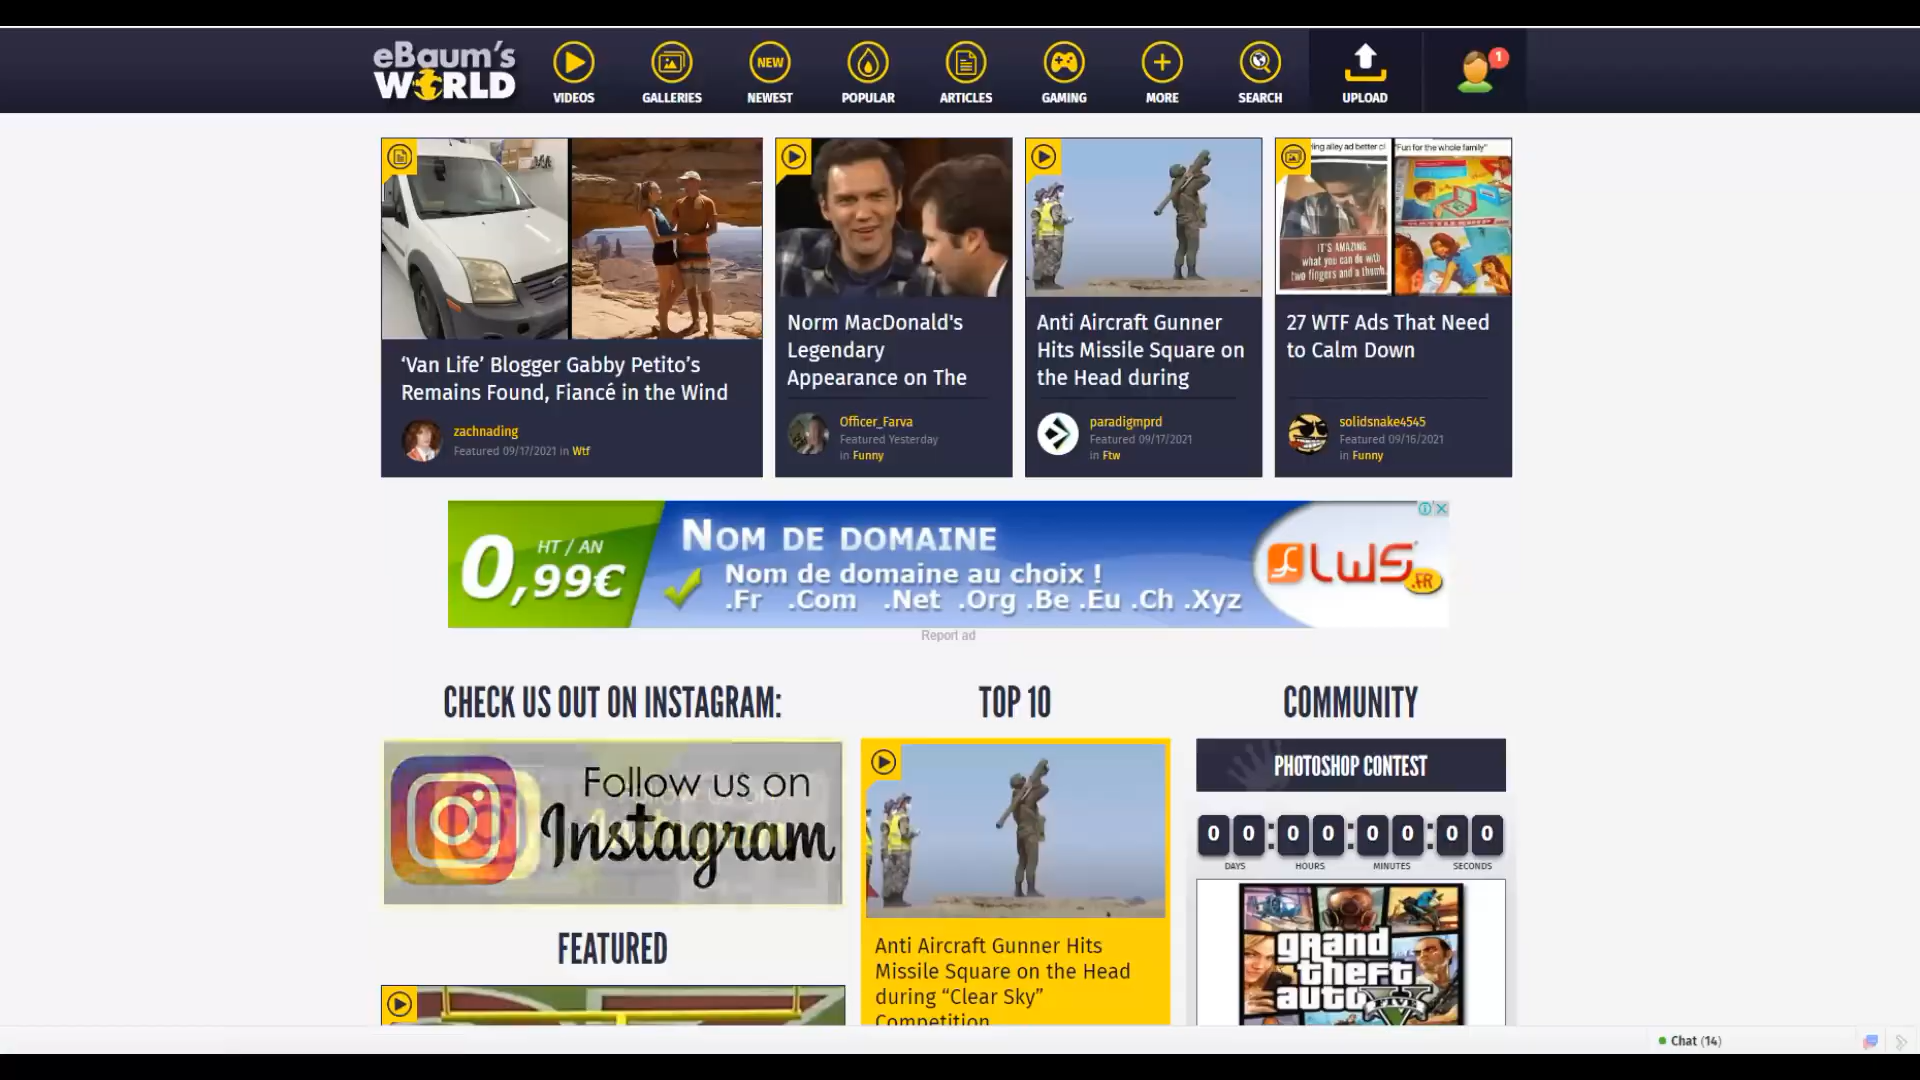 eBaum's
WORLD
VIDEOS
GALLERIES
NEW
NEWEST
POPULAR
ARTICLES
GAMING
MORE
SEARCH
UPLOAD
1
‘Van Life’ Blogger Gabby Petito’s
Remains Found, Fiancé in the Wind
zachnading
Featured 09/17/2021 in Wtf
Norm MacDonald's
Legendary
Appearance on The
Officer_Farva
Featured Yesterday
in Funny
Anti Aircraft Gunner
Hits Missile Square on
the Head during
paradigmprd
Featured 09/17/2021
in Ftw
alley ad better
"Fun for the whole family"
IT'S AMAZING
what you can do with
two fingers and a thumb.
BATTLESHIP
27 WTF Ads That Need
to Calm Down
solidsnake4545
Featured 09/16/2021
in Funny
0,99€
HT / AN
NOM DE DOMAINE
Nom de domaine au choix !
.Fr .Com .Net .Org .Be .Eu .Ch .Xyz
LWS
.FR
Report ad
CHECK US OUT ON INSTAGRAM:
Follow us on
Instagram
FEATURED
TOP 10
Anti Aircraft Gunner Hits
Missile Square on the Head
during “Clear Sky”
Competition
COMMUNITY
PHOTOSHOP CONTEST
0 0 : 0 0 : 0 0 : 0 0
DAYS HOURS MINUTES SECONDS
grand
theft
auto
FIVE
Chat (14)